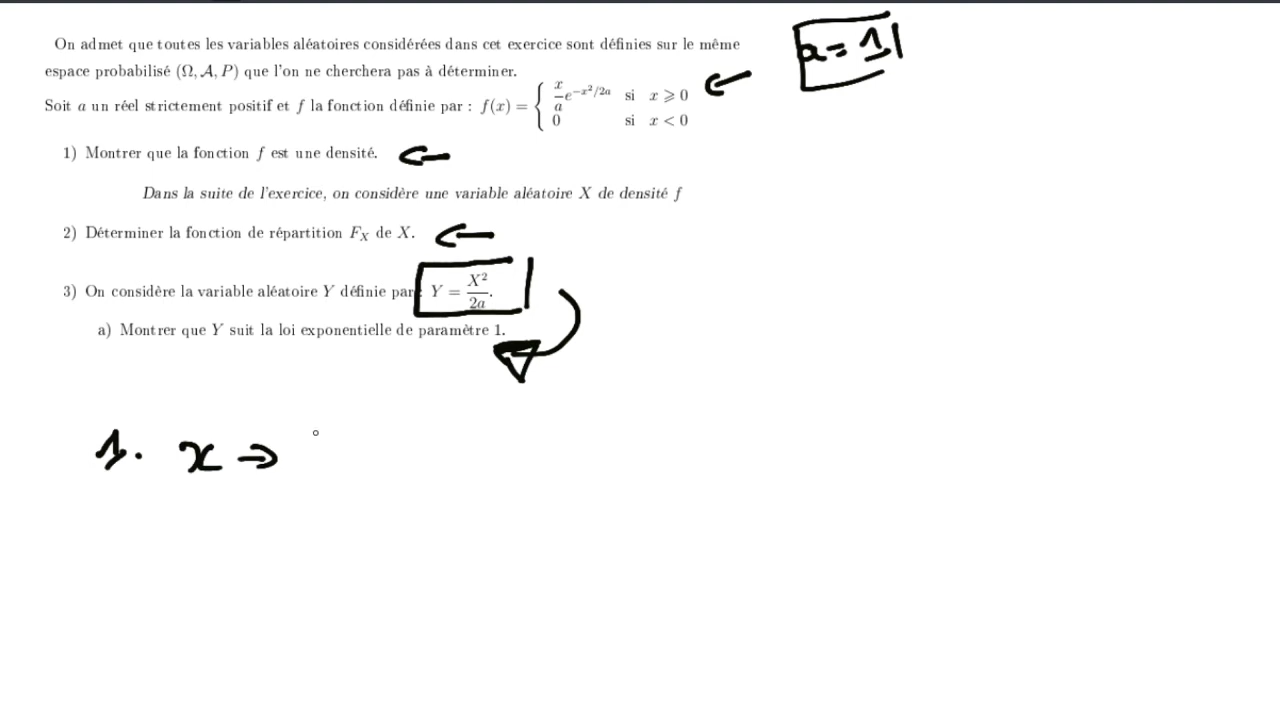 On admet que toutes les variables aléatoires considérées dans cet exercice sont définies sur le même
espace probabilisé (Ω, A, P) que l'on ne cherchera pas à déterminer.
Soit a un réel strictement positif et f la fonction définie par : f(x) = { x/a e^{-x²/2a} si x ⩾ 0
0 si x < 0
a = 1
1) Montrer que la fonction f est une densité.
Dans la suite de l'exercice, on considère une variable aléatoire X de densité f
2) Déterminer la fonction de répartition F_X de X.
3) On considère la variable aléatoire Y définie par : Y = X²/2a.
a) Montrer que Y suit la loi exponentielle de paramètre 1.
1. x ⇒